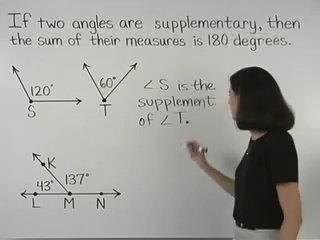 If two angles are supplementary, then
the sum of their measures is 180 degrees.
120°
S
60°
T
∠S is the
supplement
of ∠T.
K
43°
137°
L M N